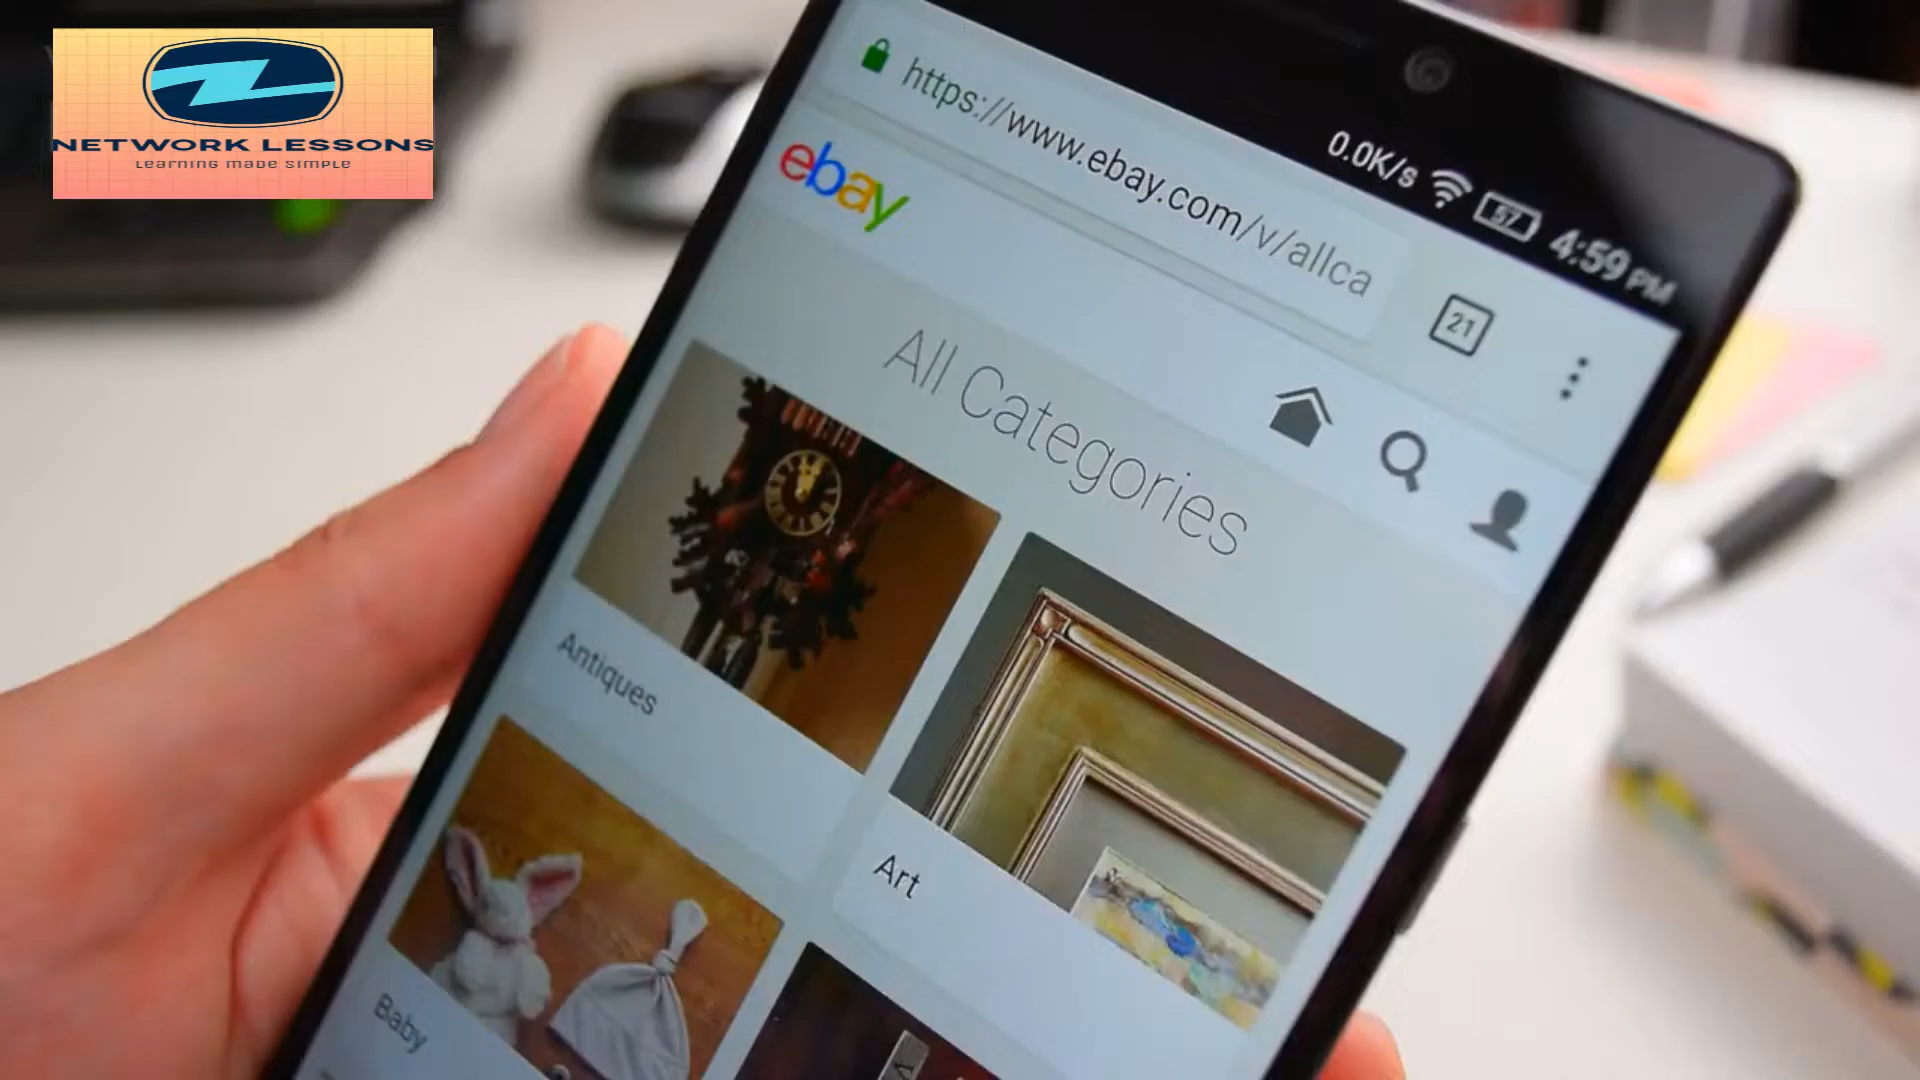 NETWORK LESSONS
Learning made simple
0.0K/s 57 4:59 PM
https://www.ebay.com/v/allca
21
ebay
All Categories
Antiques
Art
Baby